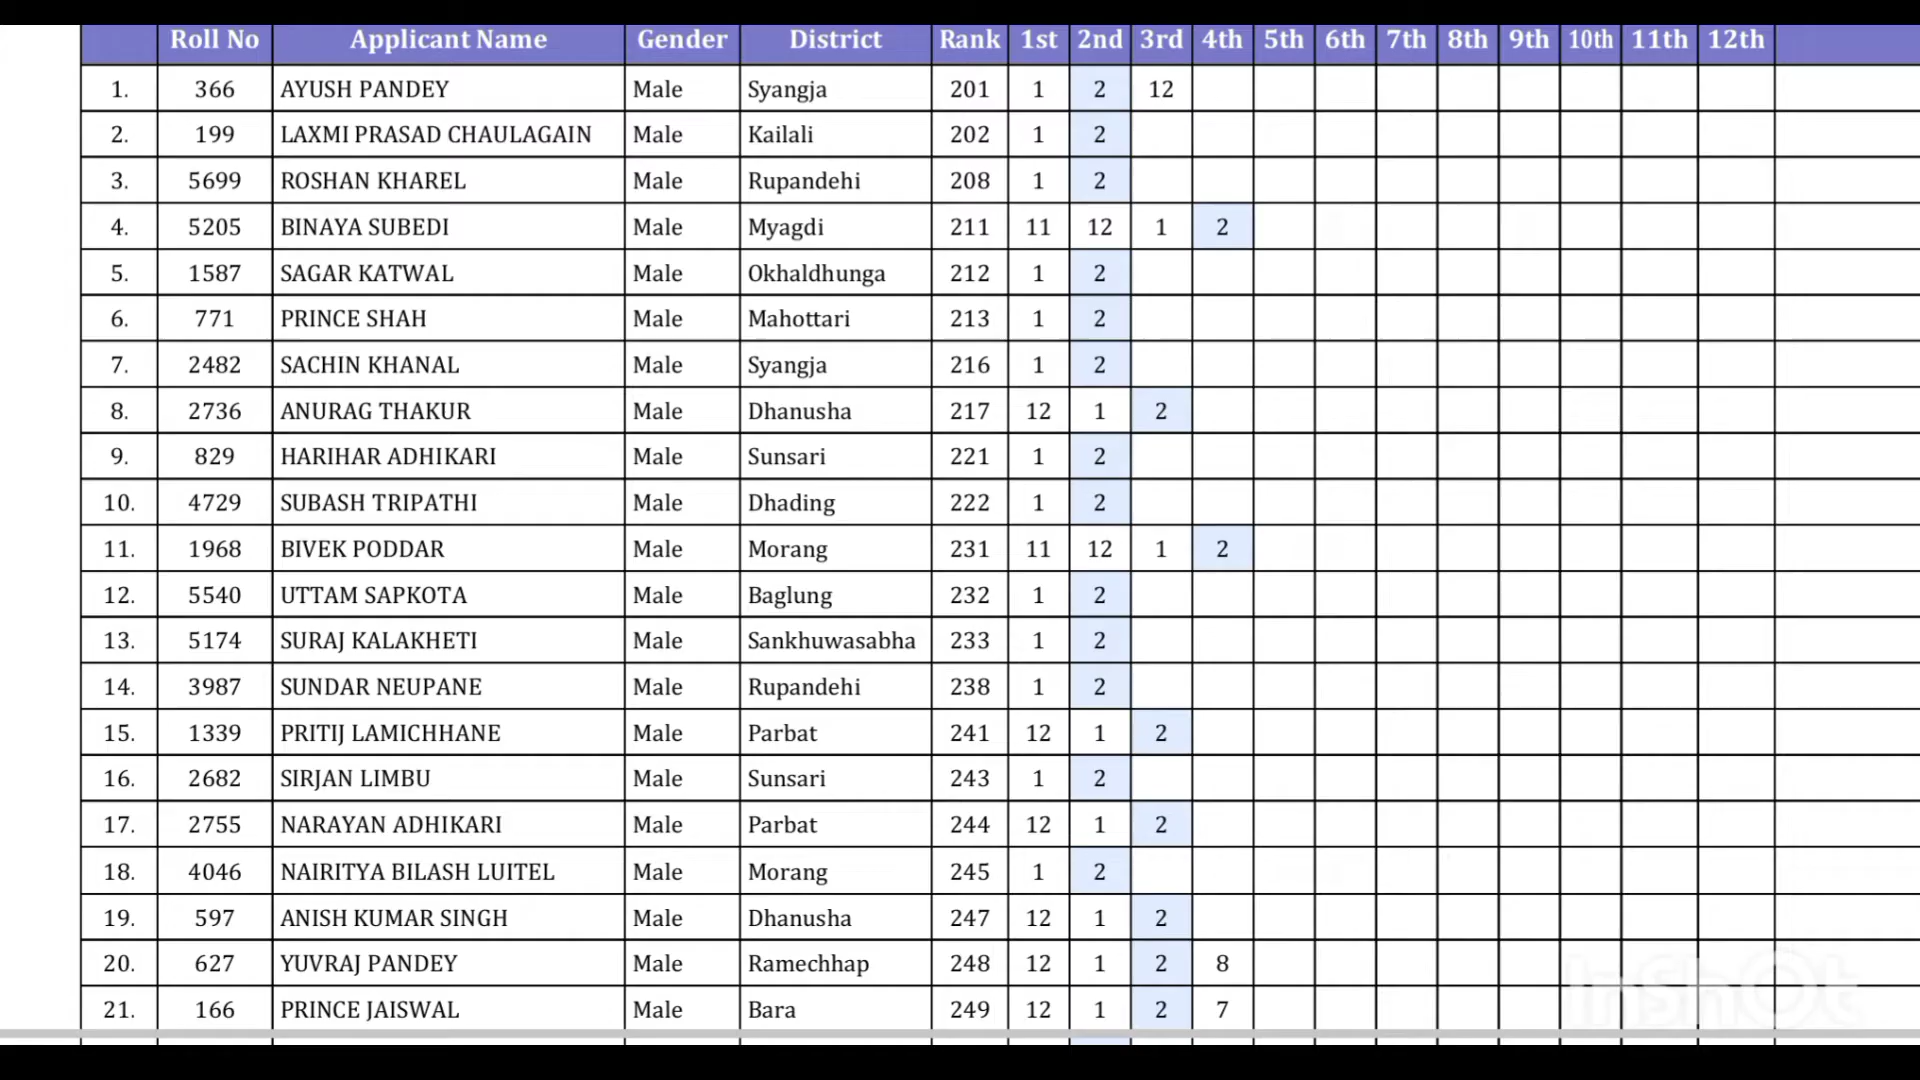 Roll No Applicant Name Gender District Rank 1st 2nd 3rd 4th 5th 6th 7th 8th 9th 10th 11th 12th
1. 366 AYUSH PANDEY Male Syangja 201 1 2 12
2. 199 LAXMI PRASAD CHAULAGAIN Male Kailali 202 1 2
3. 5699 ROSHAN KHAREL Male Rupandehi 208 1 2
4. 5205 BINAYA SUBEDI Male Myagdi 211 11 12 1 2
5. 1587 SAGAR KATWAL Male Okhaldhunga 212 1 2
6. 771 PRINCE SHAH Male Mahottari 213 1 2
7. 2482 SACHIN KHANAL Male Syangja 216 1 2
8. 2736 ANURAG THAKUR Male Dhanusha 217 12 1 2
9. 829 HARIHAR ADHIKARI Male Sunsari 221 1 2
10. 4729 SUBASH TRIPATHI Male Dhading 222 1 2
11. 1968 BIVEK PODDAR Male Morang 231 11 12 1 2
12. 5540 UTTAM SAPKOTA Male Baglung 232 1 2
13. 5174 SURAJ KALAKHETI Male Sankhuwasabha 233 1 2
14. 3987 SUNDAR NEUPANE Male Rupandehi 238 1 2
15. 1339 PRITIJ LAMICHHANE Male Parbat 241 12 1 2
16. 2682 SIRJAN LIMBU Male Sunsari 243 1 2
17. 2755 NARAYAN ADHIKARI Male Parbat 244 12 1 2
18. 4046 NAIRITYA BILASH LUITEL Male Morang 245 1 2
19. 597 ANISH KUMAR SINGH Male Dhanusha 247 12 1 2
20. 627 YUVRAJ PANDEY Male Ramechhap 248 12 1 2 8
21. 166 PRINCE JAISWAL Male Bara 249 12 1 2 7
InShOt